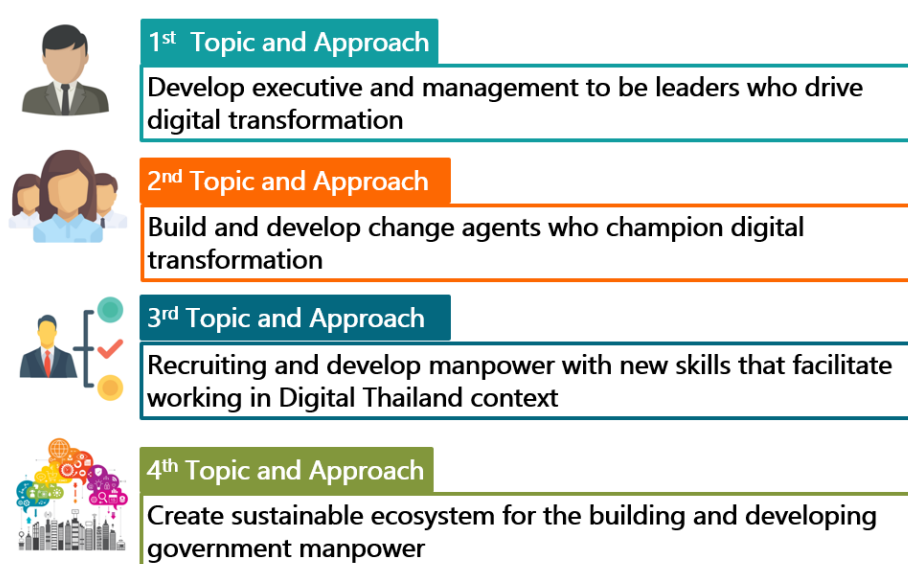 1st Topic and Approach
Develop executive and management to be leaders who drive
digital transformation
2nd Topic and Approach
Build and develop change agents who champion digital
transformation
3rd Topic and Approach
Recruiting and develop manpower with new skills that facilitate
working in Digital Thailand context
4th Topic and Approach
Create sustainable ecosystem for the building and developing
government manpower